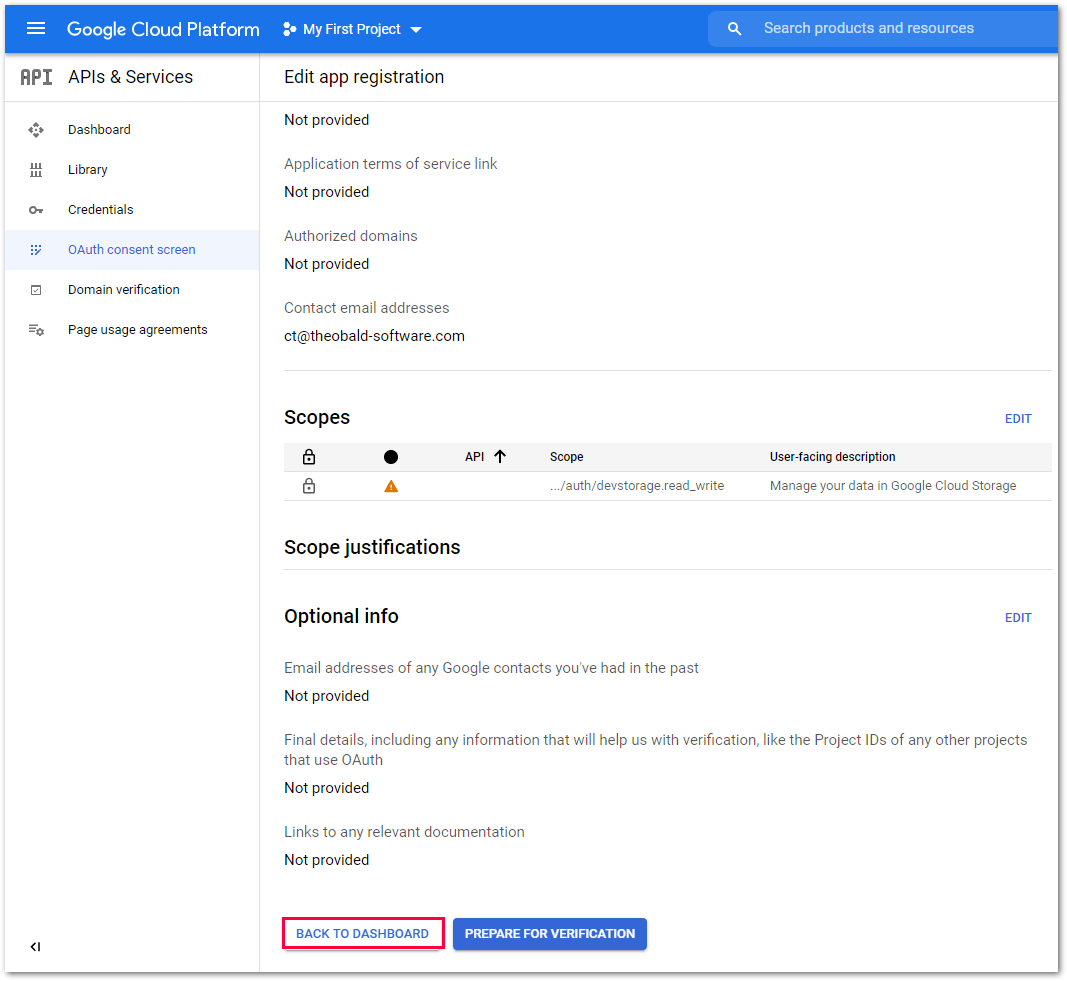 Google Cloud Platform
My First Project
Search products and resources
API
APIs & Services
Edit app registration
Dashboard
Library
Credentials
OAuth consent screen
Domain verification
Page usage agreements
Not provided
Application terms of service link
Not provided
Authorized domains
Not provided
Contact email addresses
ct@theobald-software.com
Scopes
EDIT
API
Scope
User-facing description
.../auth/devstorage.read_write
Manage your data in Google Cloud Storage
Scope justifications
Optional info
EDIT
Email addresses of any Google contacts you've had in the past
Not provided
Final details, including any information that will help us with verification, like the Project IDs of any other projects
that use OAuth
Not provided
Links to any relevant documentation
Not provided
BACK TO DASHBOARD
PREPARE FOR VERIFICATION